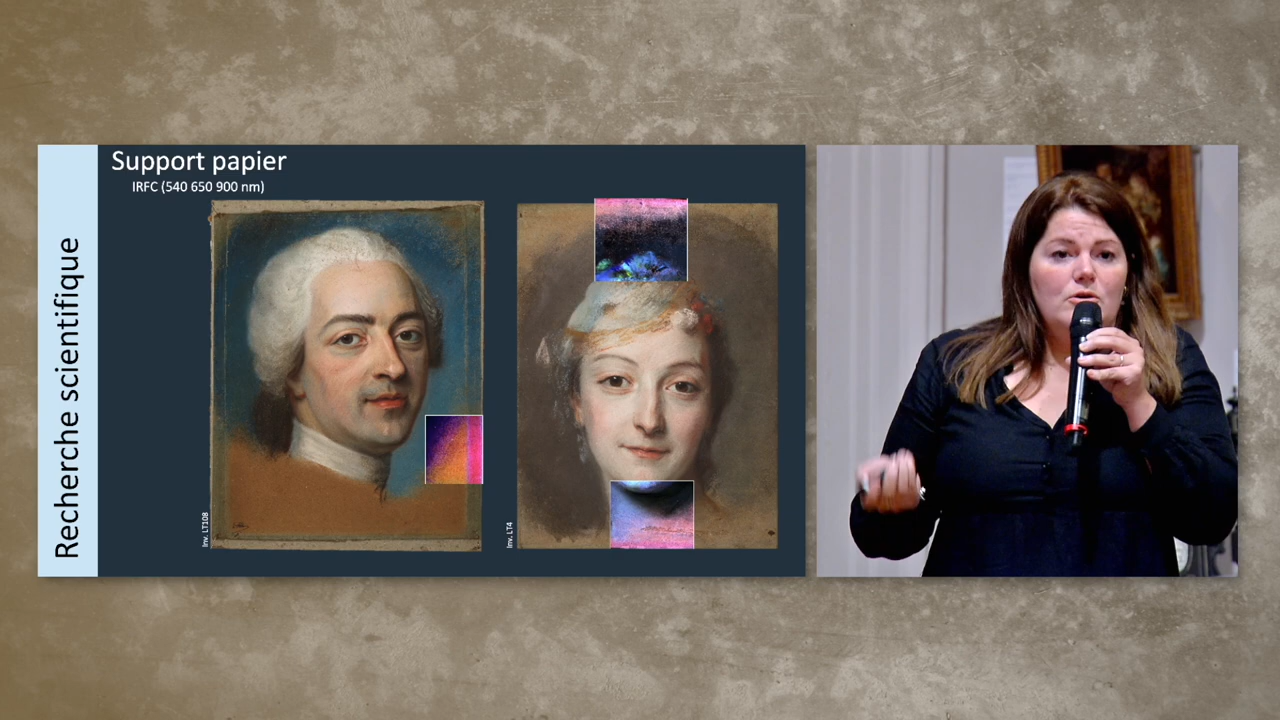 Recherche scientifique
Support papier
IRFC (540 650 900 nm)
Inv. LT108
Inv. LT4